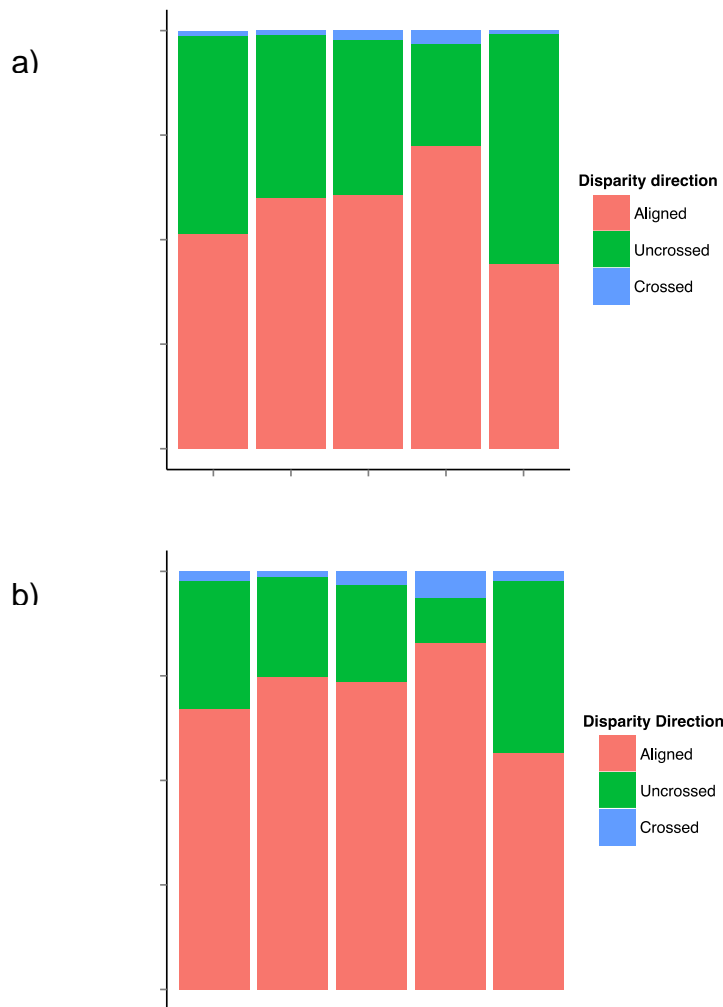 a)
Disparity direction
Aligned
Uncrossed
Crossed
b)
Disparity Direction
Aligned
Uncrossed
Crossed